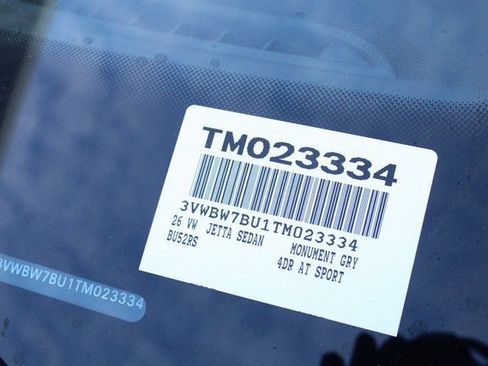 TM023334
3VWBW7BU1TM023334
26 VW JETTA SEDAN MONUMENT GRY
BU52RS 4DR AT SPORT
3VWBW7BU1TM023334